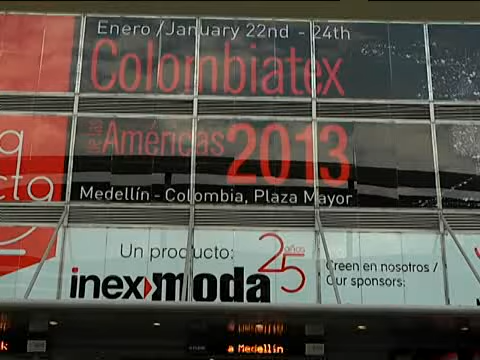 Enero / January 22nd - 24th
Colombiatex
de las Américas 2013
Medellín - Colombia, Plaza Mayor
Un producto:
inexmoda
25 años
Creen en nosotros /
Our sponsors:
a Medellín